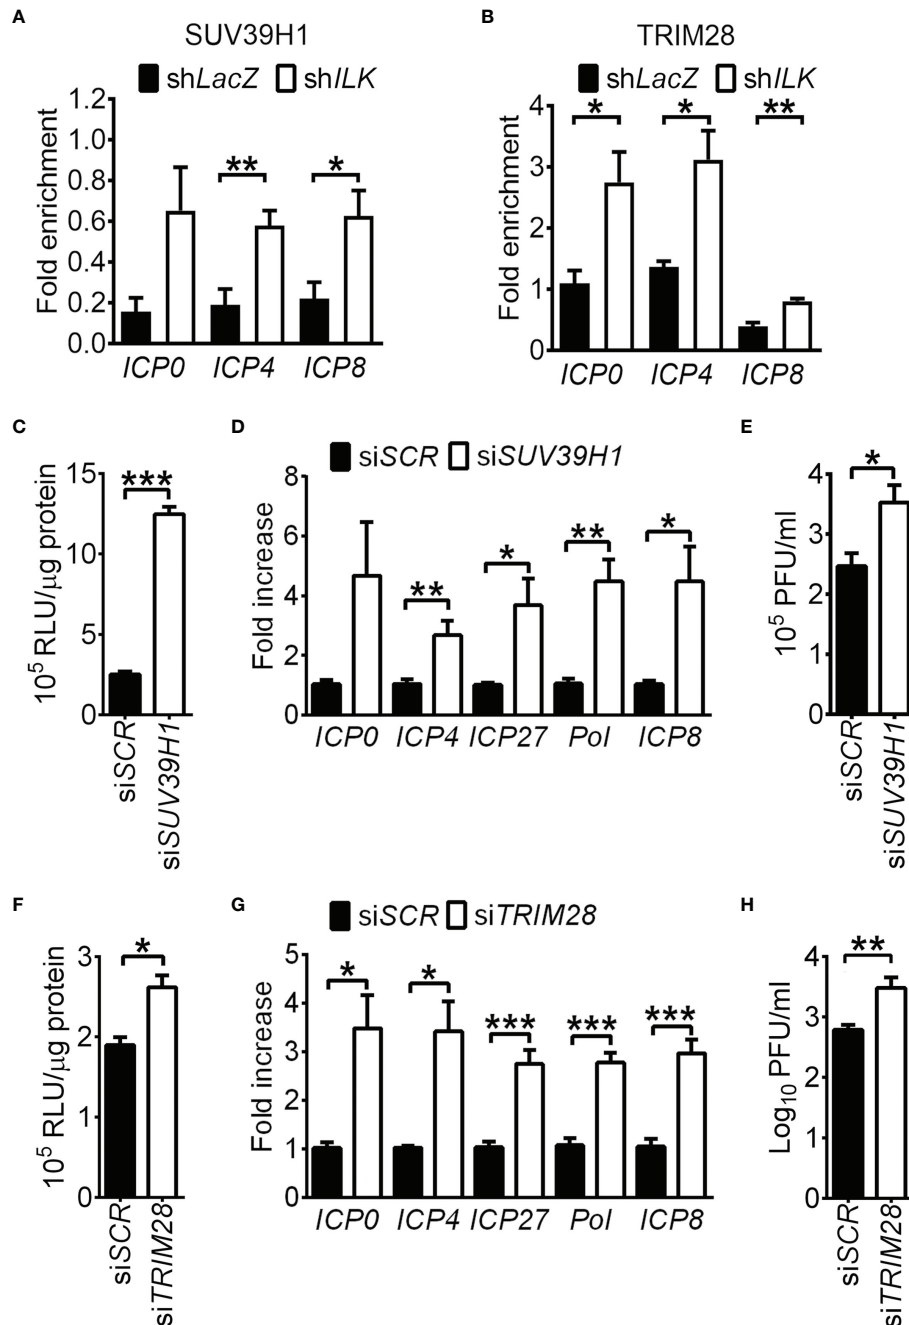 A
SUV39H1
shLacZ shILK
Fold enrichment
1.2
1.0
0.8
0.6
0.4
0.2
0.0
** *
ICP0 ICP4 ICP8
B
TRIM28
shLacZ shILK
Fold enrichment
4
3
2
1
0
* * **
ICP0 ICP4 ICP8
C
10⁵ RLU/µg protein
15
10
5
0
***
siSCR
siSUV39H1
D
siSCR siSUV39H1
Fold increase
8
6
4
2
0
** * ** *
ICP0 ICP4 ICP27 Pol ICP8
E
10⁵ PFU/ml
4
3
2
1
0
*
siSCR
siSUV39H1
F
10⁵ RLU/µg protein
3
2
1
0
*
siSCR
siTRIM28
G
siSCR siTRIM28
Fold increase
5
4
3
2
1
0
* * *** *** ***
ICP0 ICP4 ICP27 Pol ICP8
H
Log₁₀ PFU/ml
4
3
2
1
0
**
siSCR
siTRIM28